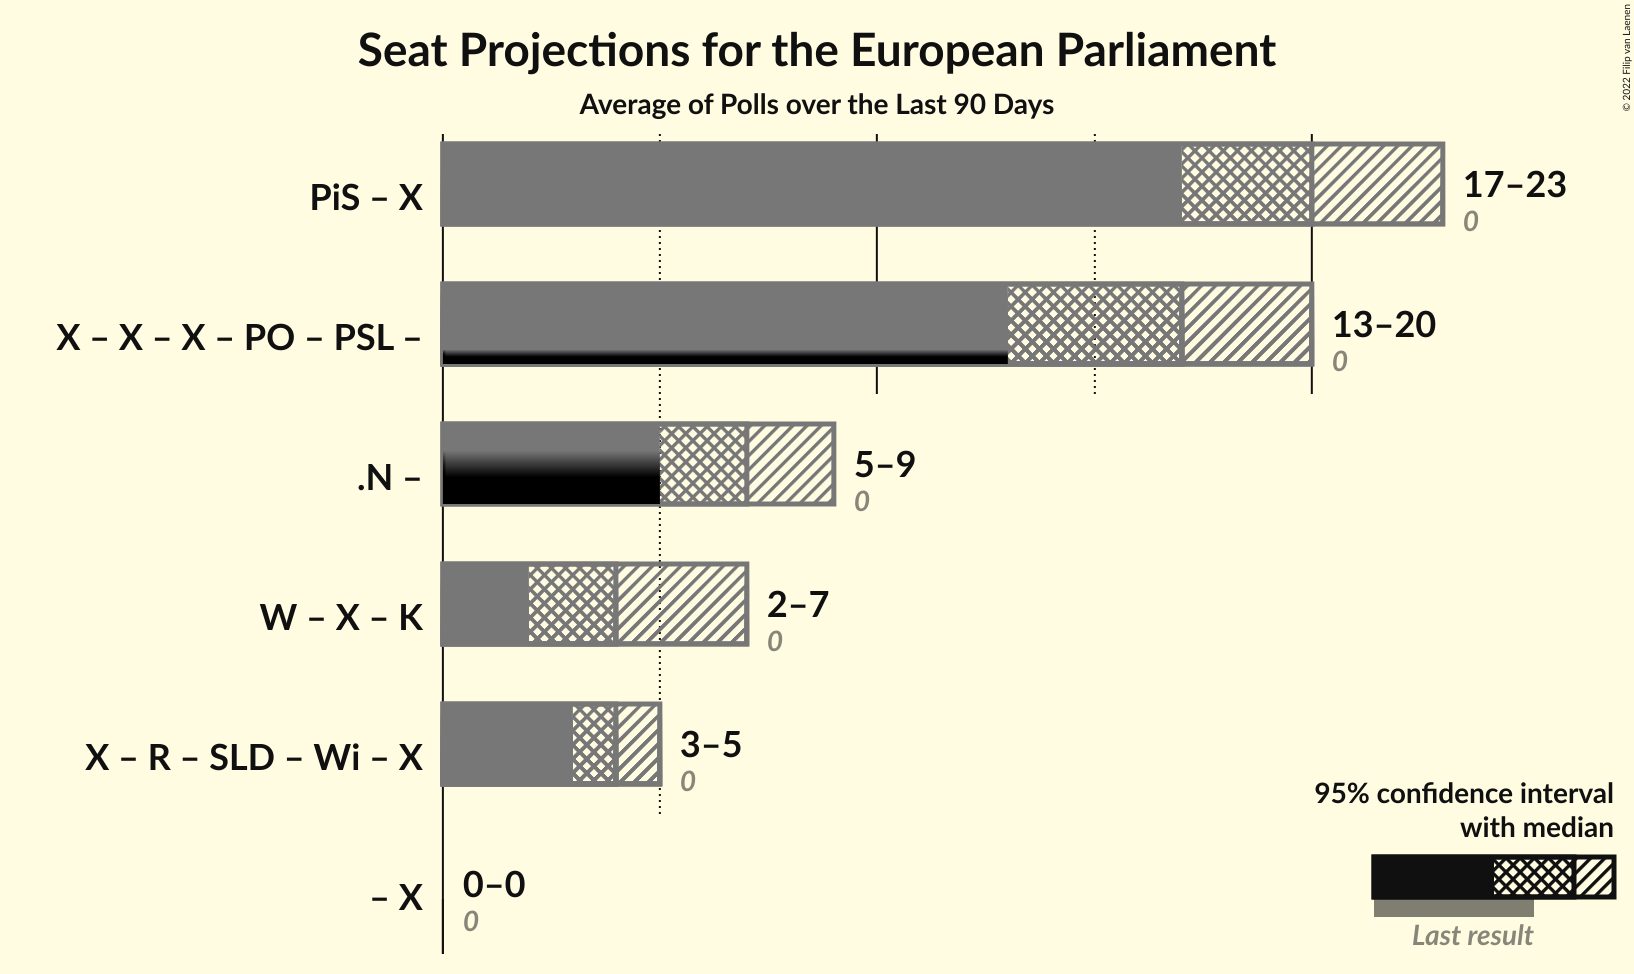 Seat Projections for the European Parliament
Average of Polls over the Last 90 Days
© 2022 Filip van Laenen
PiS – X
17–23
0
X – X – X – PO – PSL –
13–20
0
.N –
5–9
0
W – X – K
2–7
0
X – R – SLD – Wi – X
3–5
0
– X
0–0
0
95% confidence interval
with median
Last result